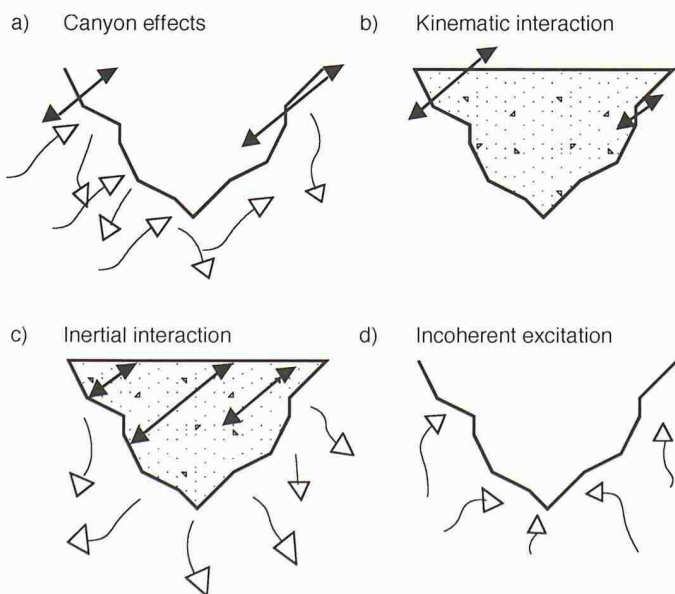 a) Canyon effects
b) Kinematic interaction
c) Inertial interaction
d) Incoherent excitation